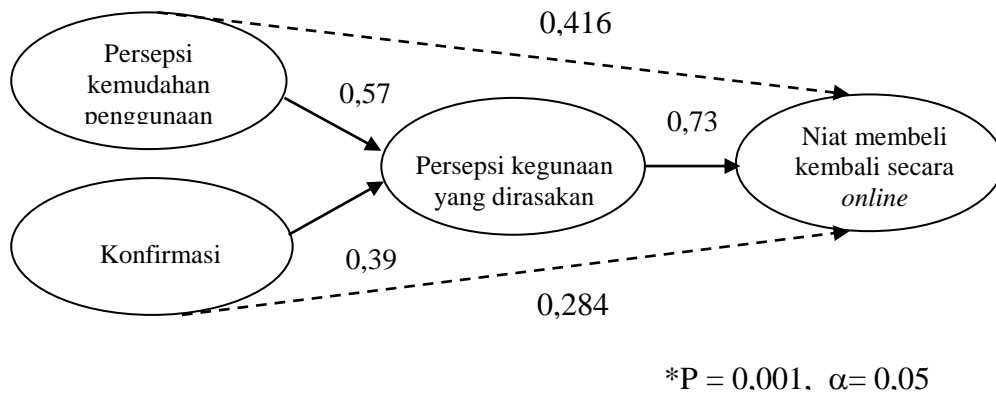 0,416
Persepsi
kemudahan
penggunaan
0,57
0,73
Niat membeli
kembali secara
online
Persepsi kegunaan
yang dirasakan
Konfirmasi
0,39
0,284
*P = 0,001, α= 0,05